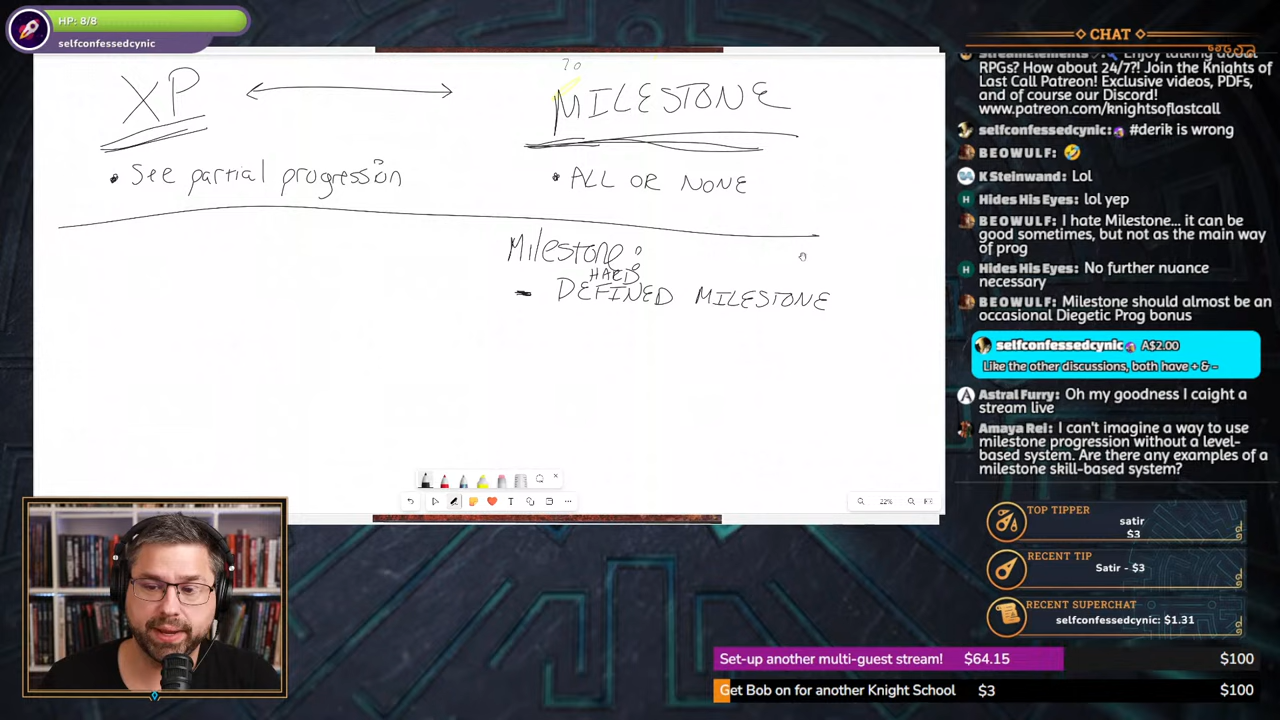 HP: 8/8
selfconfessedcynic
XP
MILESTONE
• See partial progression
• ALL OR NONE
Milestone:
HARD
- DEFINED MILESTONE
T
22%
CHAT
StreamElements: Enjoy talking about
RPGs? How about 24/7?! Join the Knights
of Last Call Patreon! Exclusive videos, PDFs,
and of course our Discord!
www.patreon.com/knightsoflastcall
selfconfessedcynic: #derik is wrong
BEOWULF: 🤣
K Steinwand: Lol
Hides His Eyes: lol yep
BEOWULF: I hate Milestone... it can be
good sometimes, but not as the main way
of prog
Hides His Eyes: No further nuance
necessary
BEOWULF: Milestone should almost be an
occasional Diegetic Prog bonus
selfconfessedcynic A$2.00
Like the other discussions, both have + & -
Astral Furry: Oh my goodness I caight a
stream live
Amaya Rei: I can't imagine a way to use
milestone progression without a level-
based system. Are there any examples of a
milestone skill-based system?
TOP TIPPER
satir
$3
RECENT TIP
Satir - $3
RECENT SUPERCHAT
selfconfessedcynic: $1.31
Set-up another multi-guest stream! $64.15 $100
Get Bob on for another Knight School $3 $100